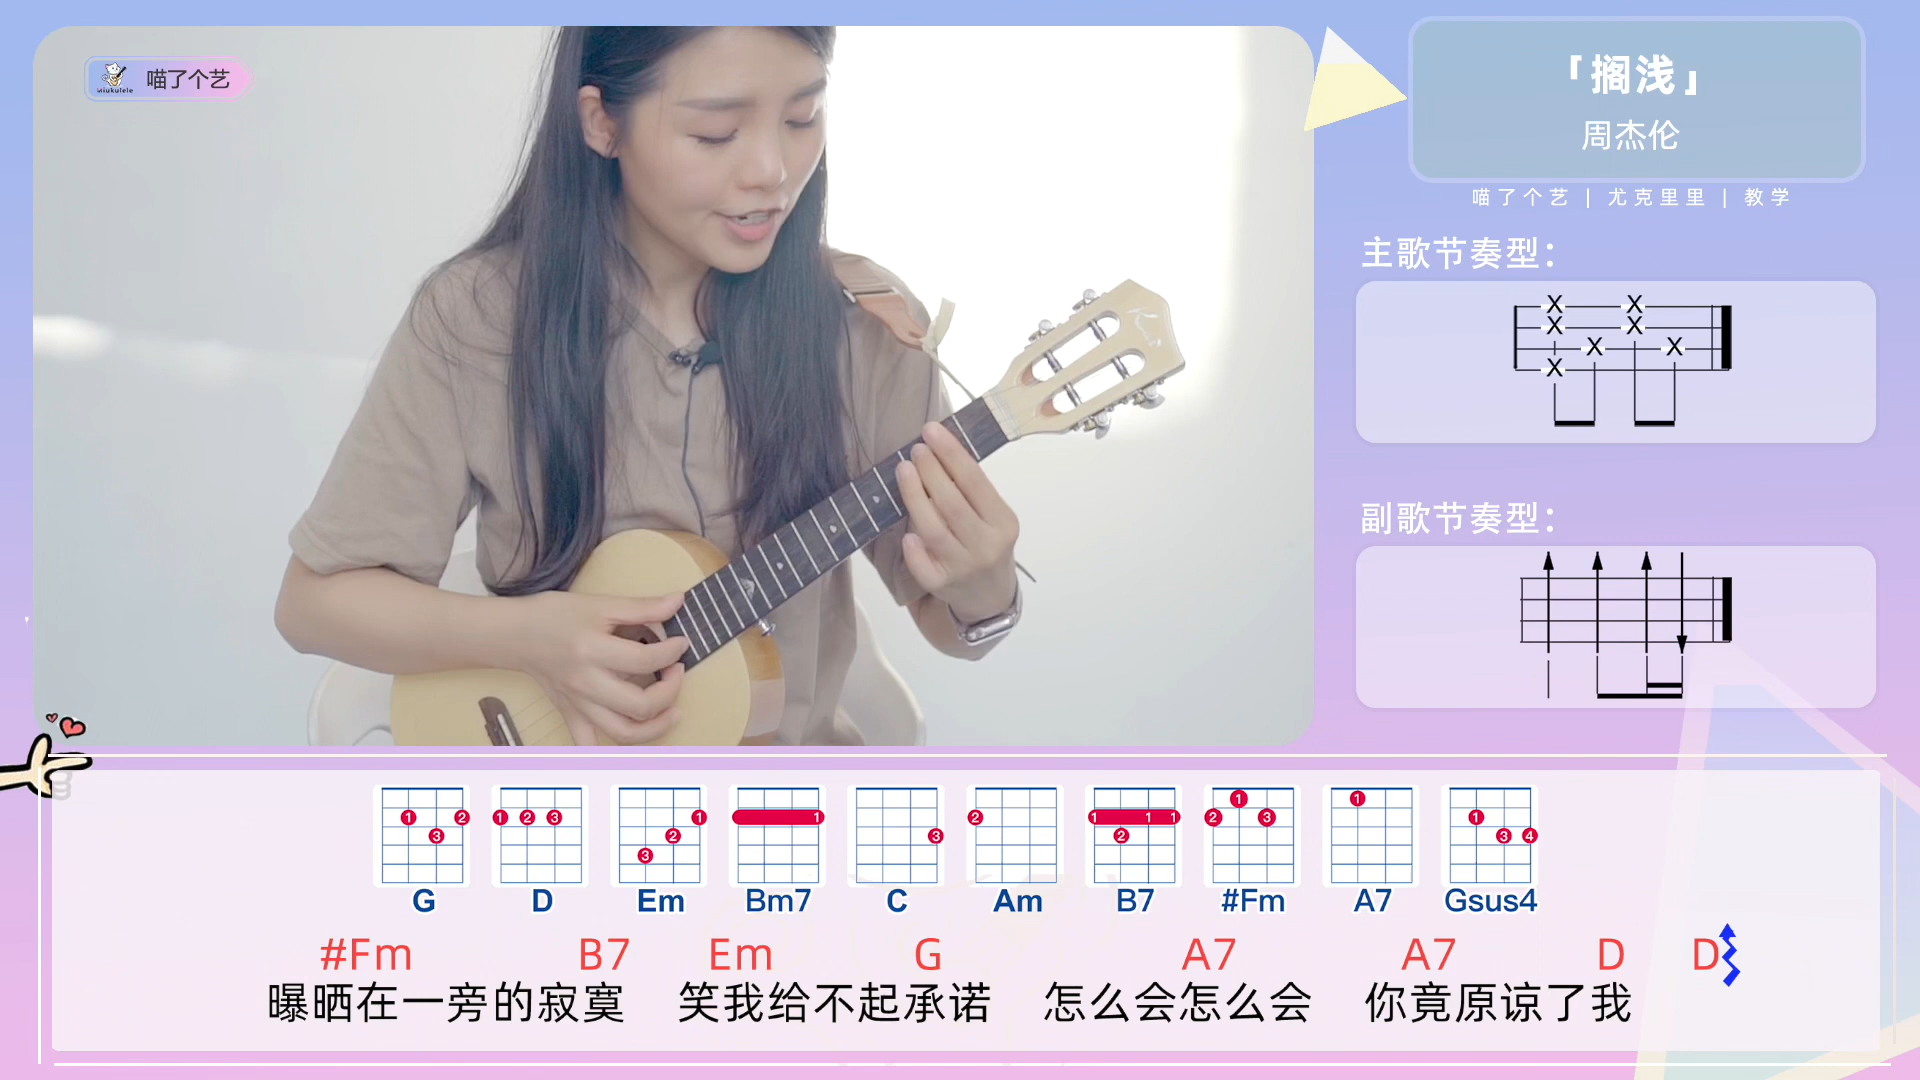 喵了个艺
uiiukulele
「搁浅」
周杰伦
喵了个艺 | 尤克里里 | 教学
主歌节奏型：
副歌节奏型：
G D Em Bm7 C Am B7 #Fm A7 Gsus4
#Fm B7 Em G A7 A7 D D
曝晒在一旁的寂寞 笑我给不起承诺 怎么会怎么会 你竟原谅了我